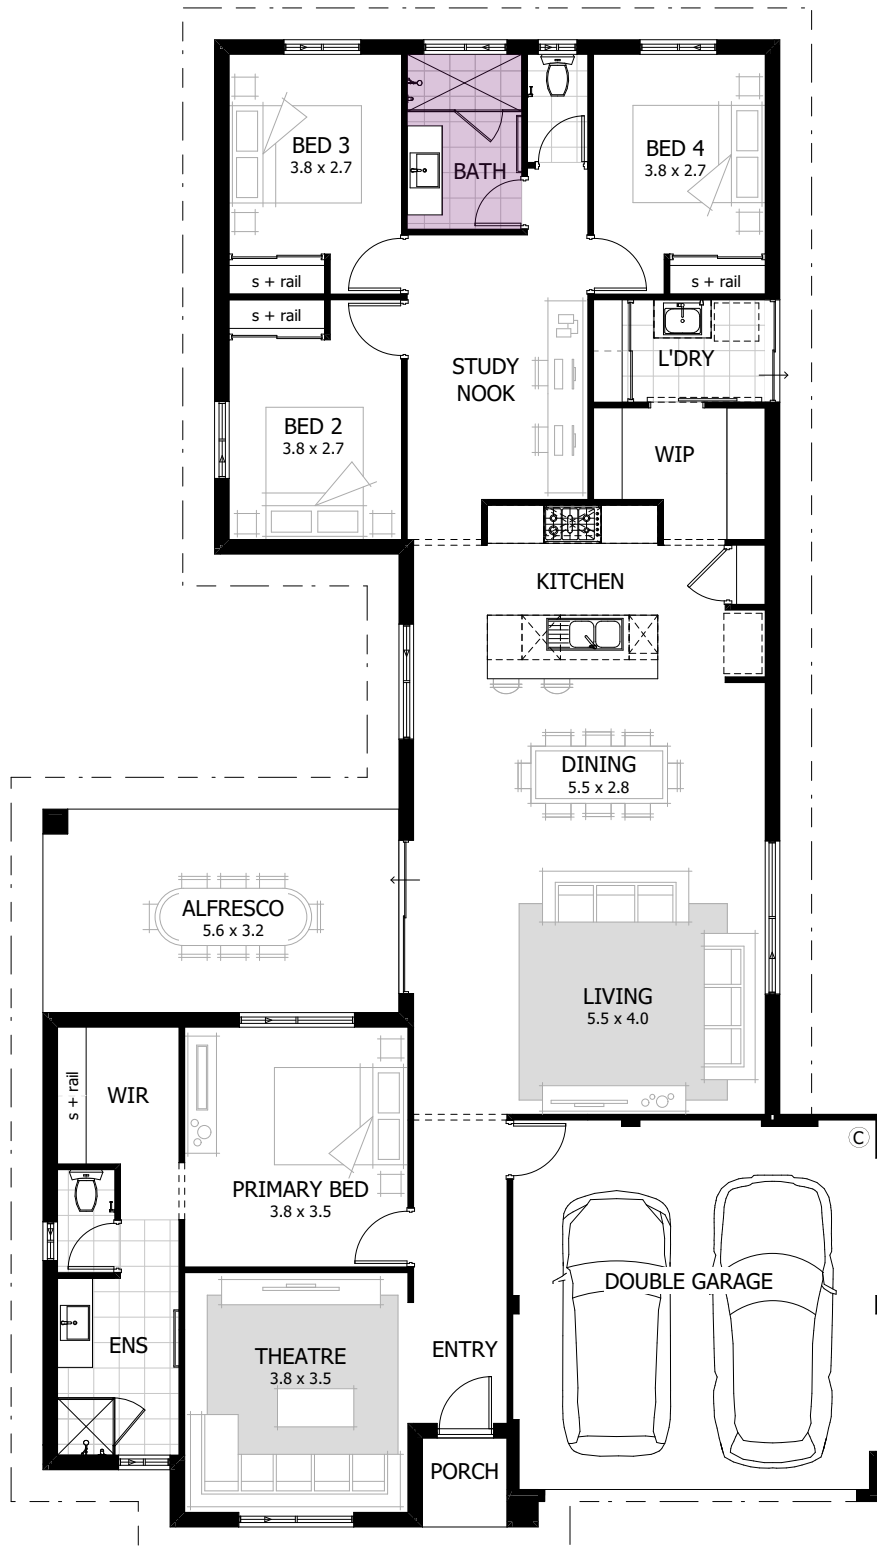 BED 3
3.8 x 2.7
BATH
BED 4
3.8 x 2.7
s + rail
s + rail
s + rail
STUDY
NOOK
L'DRY
BED 2
3.8 x 2.7
WIP
KITCHEN
DINING
5.5 x 2.8
ALFRESCO
5.6 x 3.2
LIVING
5.5 x 4.0
s + rail
WIR
C
PRIMARY BED
3.8 x 3.5
DOUBLE GARAGE
ENS
THEATRE
3.8 x 3.5
ENTRY
PORCH